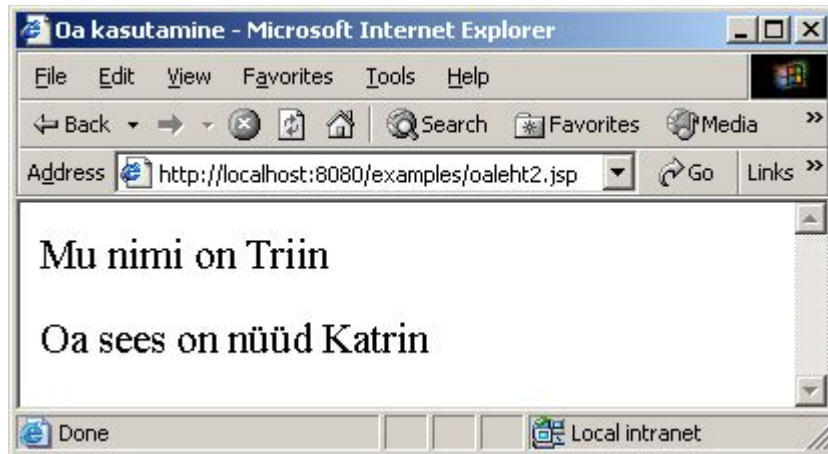 Oa kasutamine - Microsoft Internet Explorer
File Edit View Favorites Tools Help
Back Search Favorites Media »
Address http://localhost:8080/examples/oaleht2.jsp Go Links »
Mu nimi on Triin
Oa sees on nüüd Katrin
Done Local intranet